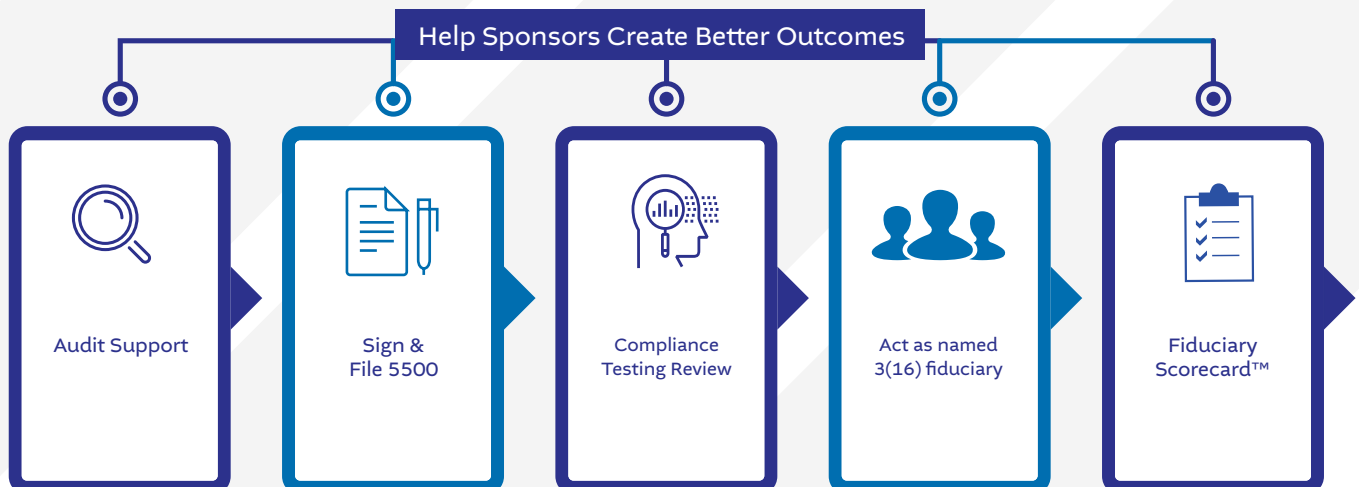 Help Sponsors Create Better Outcomes
Audit Support
Sign &
File 5500
Compliance
Testing Review
Act as named
3(16) fiduciary
Fiduciary
Scorecard™